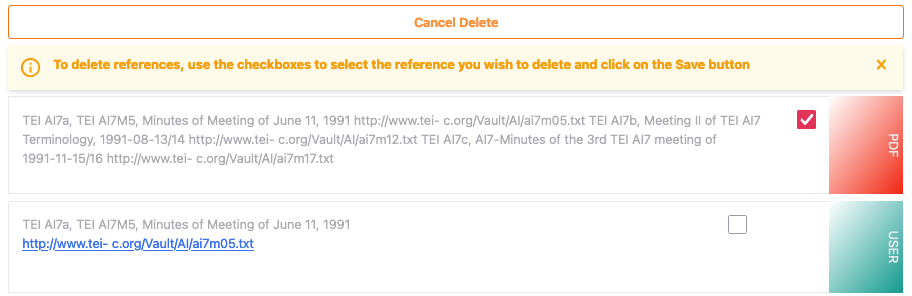 Cancel Delete
To delete references, use the checkboxes to select the reference you wish to delete and click on the Save button
TEI AI7a, TEI AI7M5, Minutes of Meeting of June 11, 1991 http://www.tei- c.org/Vault/AI/ai7m05.txt TEI AI7b, Meeting II of TEI AI7
Terminology, 1991-08-13/14 http://www.tei- c.org/Vault/AI/ai7m12.txt TEI AI7c, AI7-Minutes of the 3rd TEI AI7 meeting of
1991-11-15/16 http://www.tei- c.org/Vault/AI/ai7m17.txt
PDF
TEI AI7a, TEI AI7M5, Minutes of Meeting of June 11, 1991
http://www.tei- c.org/Vault/AI/ai7m05.txt
USER